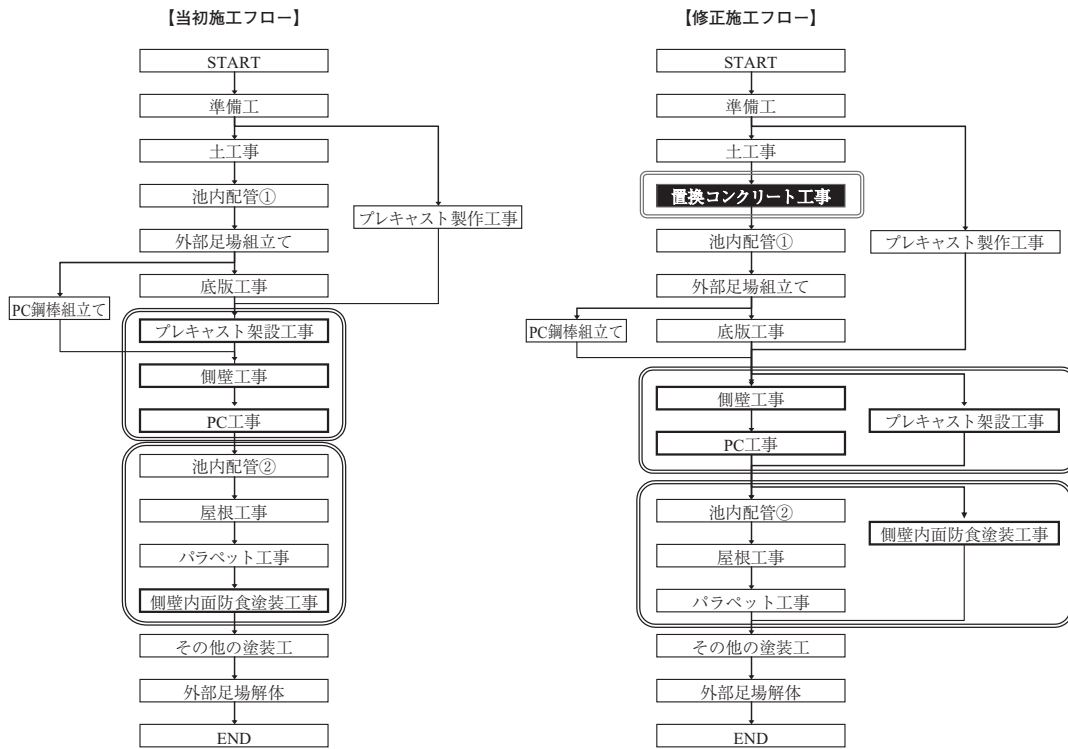 【当初施工フロー】
START
準備工
土工事
池内配管①
プレキャスト製作工事
外部足場組立て
底版工事
PC鋼棒組立て
プレキャスト架設工事
側壁工事
PC工事
池内配管②
屋根工事
パラペット工事
側壁内面防食塗装工事
その他の塗装工
外部足場解体
END
【修正施工フロー】
START
準備工
土工事
置換コンクリート工事
池内配管①
プレキャスト製作工事
外部足場組立て
PC鋼棒組立て
底版工事
側壁工事
プレキャスト架設工事
PC工事
池内配管②
側壁内面防食塗装工事
屋根工事
パラペット工事
その他の塗装工
外部足場解体
END